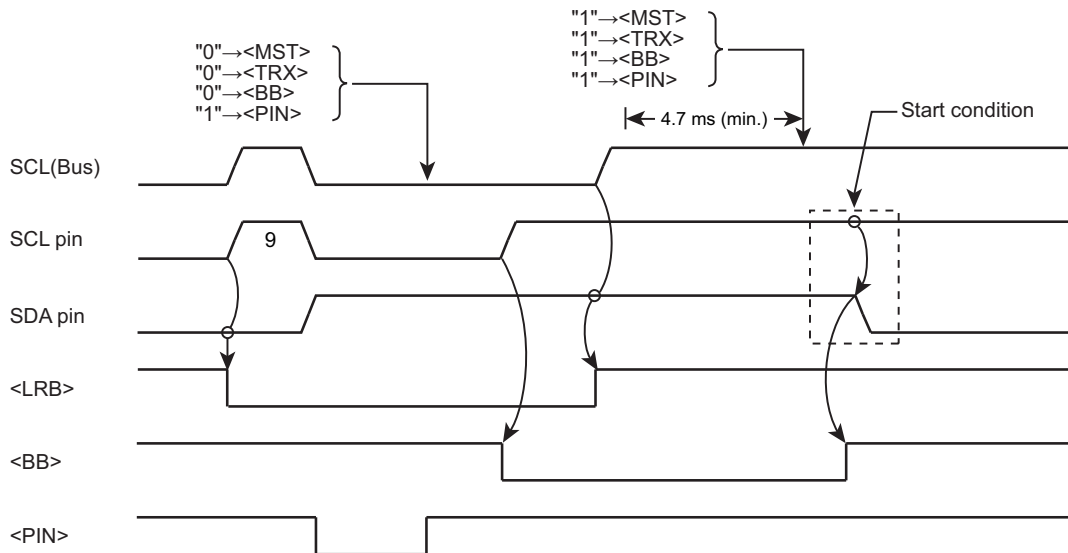 "0"→<MST>
"0"→<TRX>
"0"→<BB>
"1"→<PIN>
"1"→<MST>
"1"→<TRX>
"1"→<BB>
"1"→<PIN>
4.7 ms (min.)
Start condition
SCL(Bus)
SCL pin
9
SDA pin
<LRB>
<BB>
<PIN>